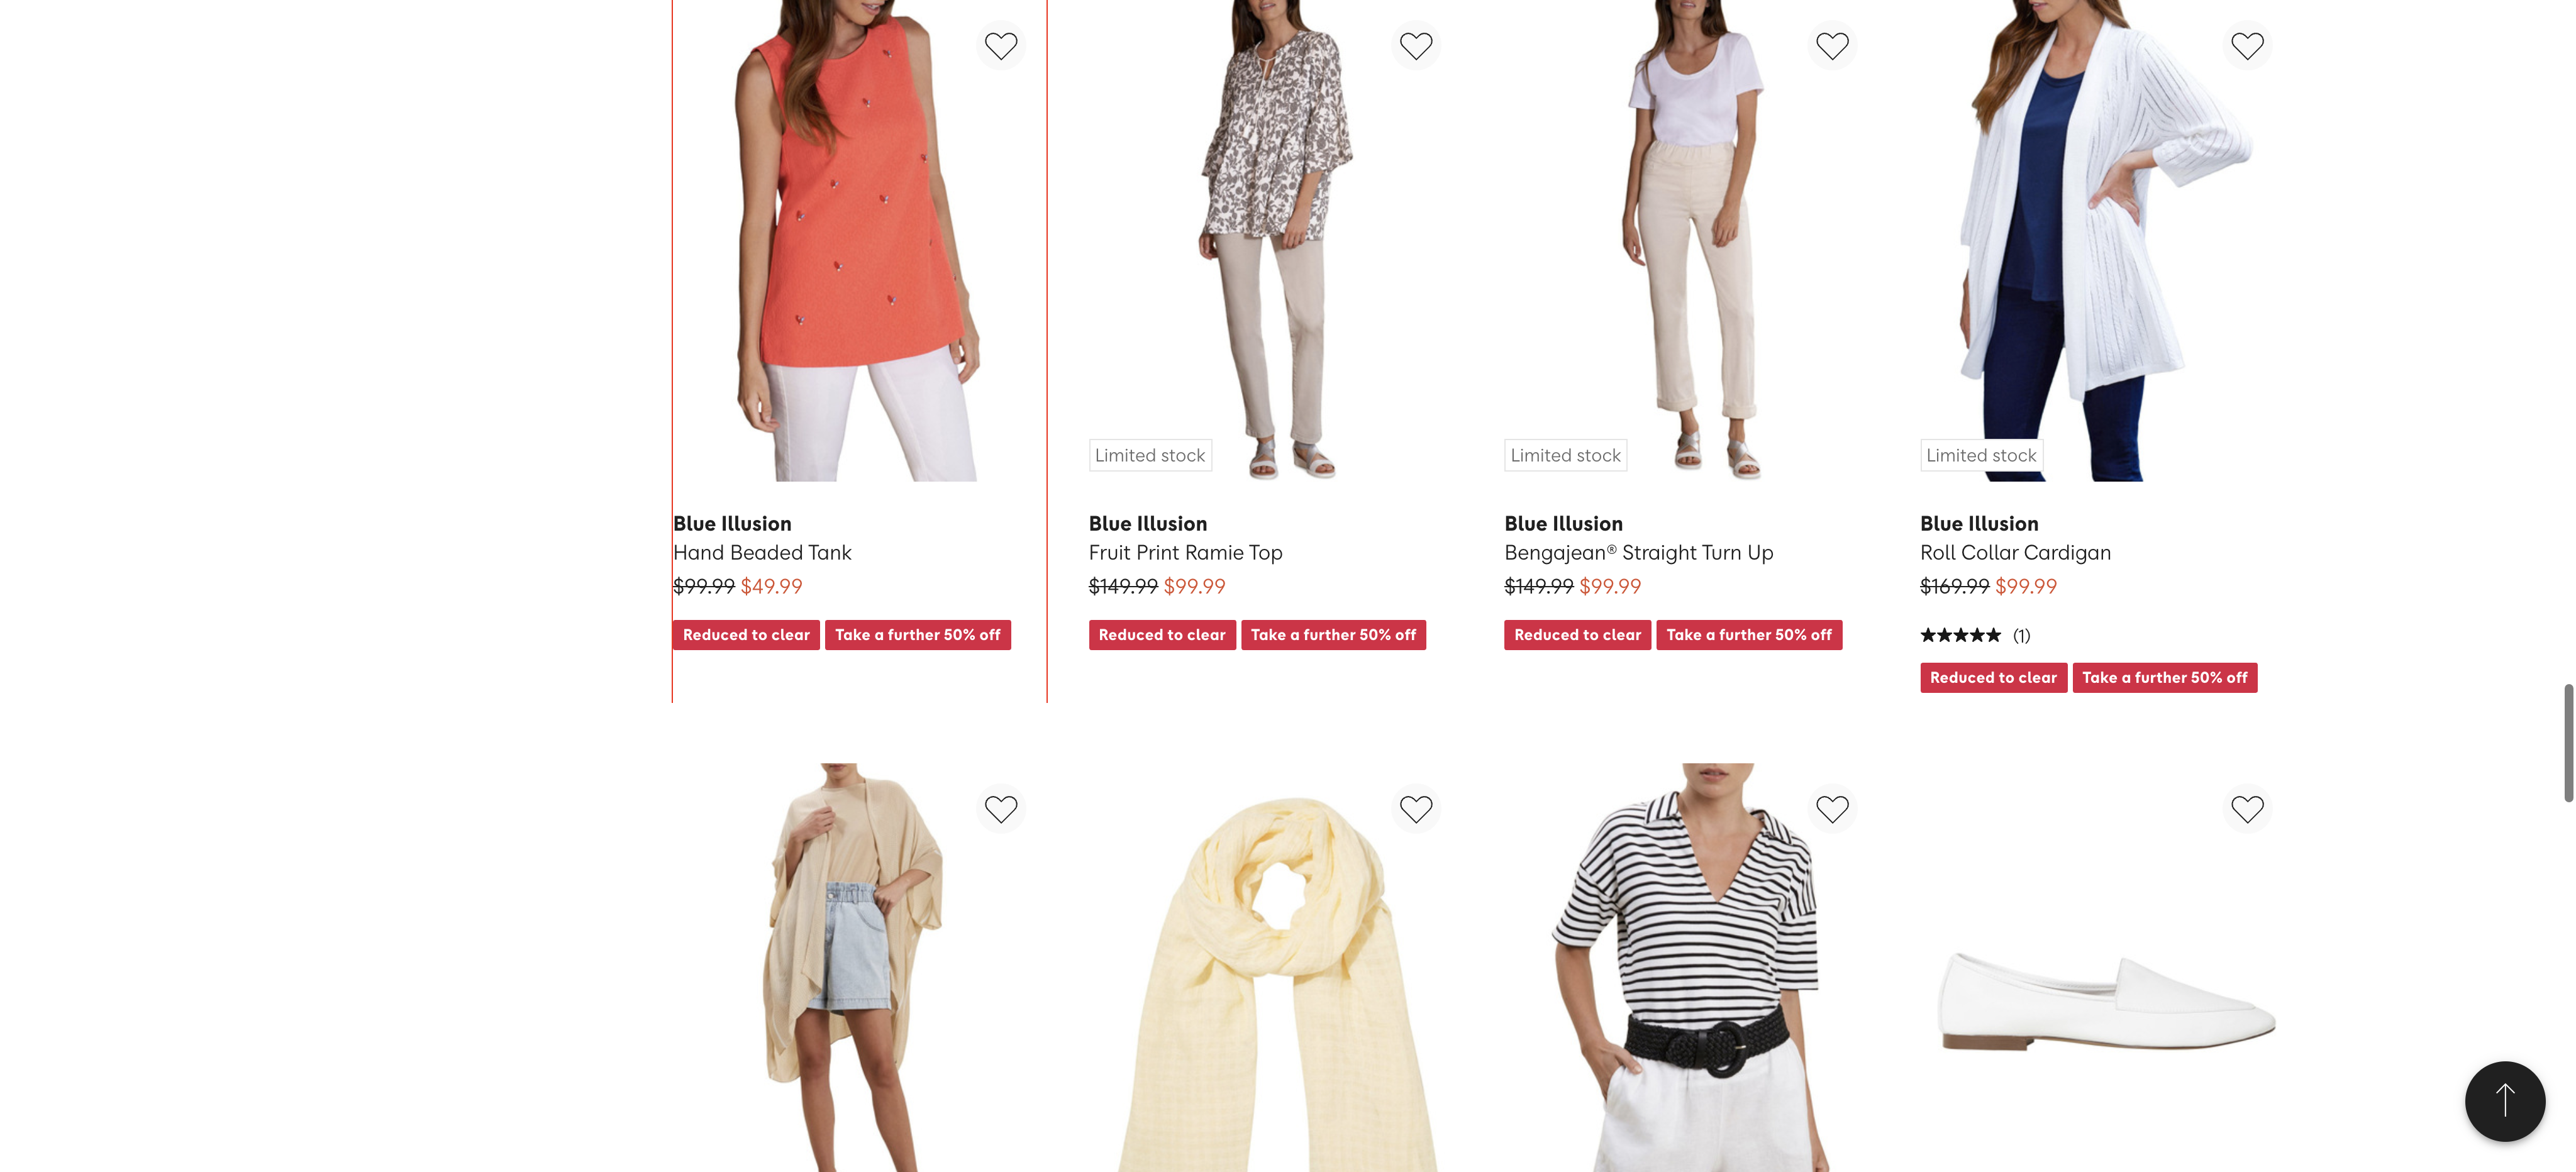 Limited stock
Limited stock
Limited stock
Blue Illusion
Hand Beaded Tank
$99.99 $49.99
Reduced to clear Take a further 50% off
Blue Illusion
Fruit Print Ramie Top
$149.99 $99.99
Reduced to clear Take a further 50% off
Blue Illusion
Bengajean® Straight Turn Up
$149.99 $99.99
Reduced to clear Take a further 50% off
Blue Illusion
Roll Collar Cardigan
$169.99 $99.99
★★★★★ (1)
Reduced to clear Take a further 50% off